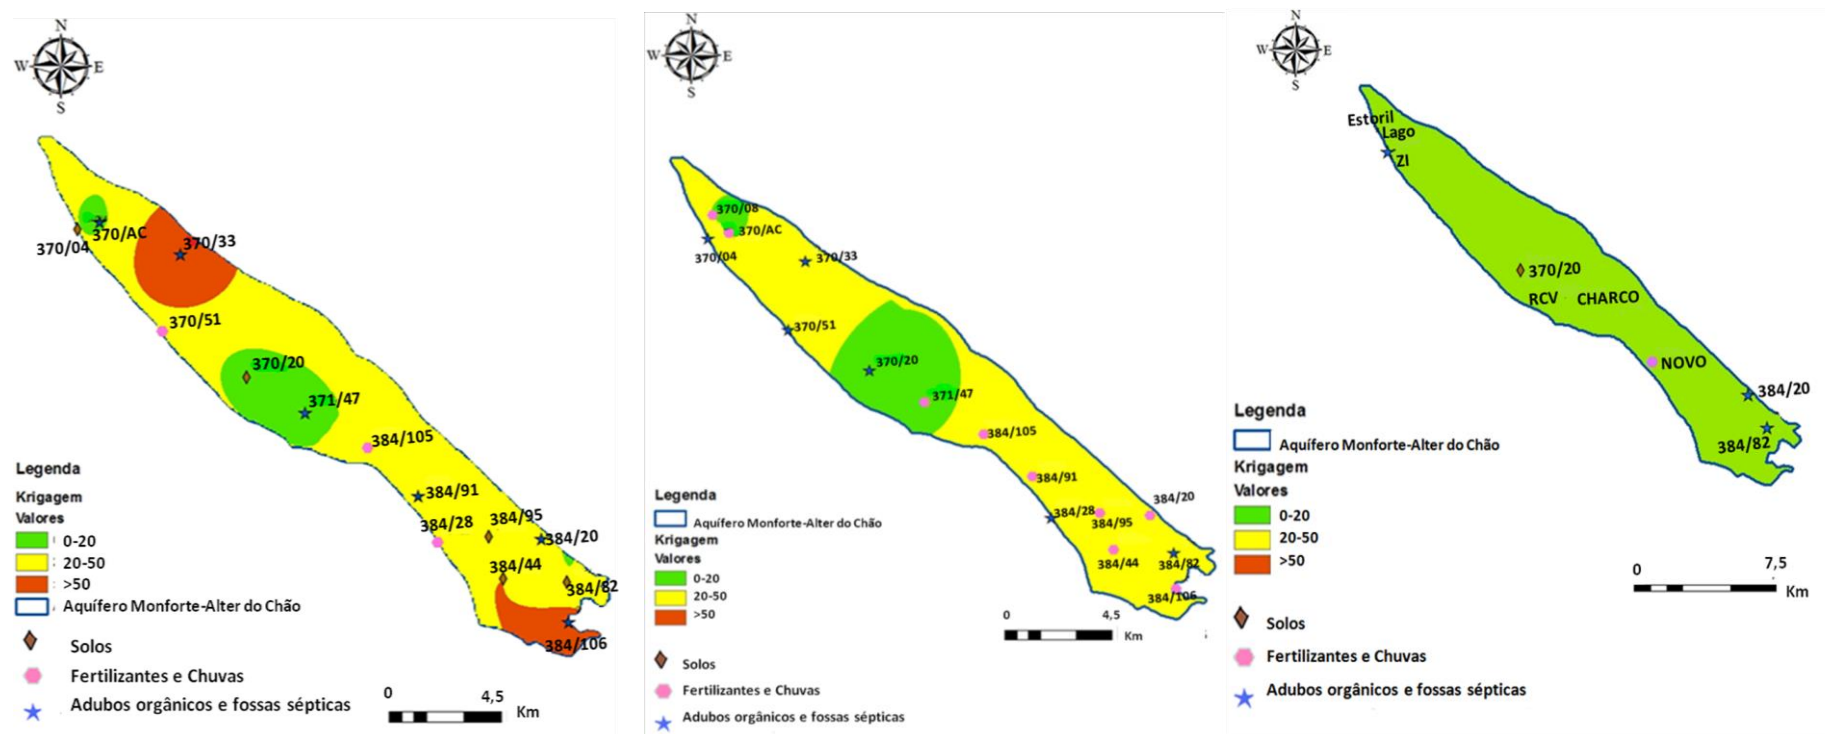 N
W E
S
370/AC
370/04
370/33
370/51
370/20
371/47
384/105
384/91
384/28
384/95
384/20
384/44
384/82
384/106
Legenda
Krigagem
Valores
0-20
20-50
>50
Aquífero Monforte-Alter do Chão
Solos
Fertilizantes e Chuvas
Adubos orgânicos e fossas sépticas
0 4,5
Km
N
W E
S
370/08
370/AC
370/04
370/33
370/51
370/20
371/47
384/105
384/91
384/20
384/28
384/95
384/44
384/82
384/106
Legenda
Aquífero Monforte-Alter do Chão
Krigagem
Valores
0-20
20-50
>50
0 4,5
Km
Solos
Fertilizantes e Chuvas
Adubos orgânicos e fossas sépticas
N
W E
S
Estoril
Lago
ZI
370/20
RCV CHARCO
NOVO
384/20
384/82
Legenda
Aquífero Monforte-Alter do Chão
Krigagem
Valores
0-20
20-50
>50
0 7,5
Km
Solos
Fertilizantes e Chuvas
Adubos orgânicos e fossas sépticas